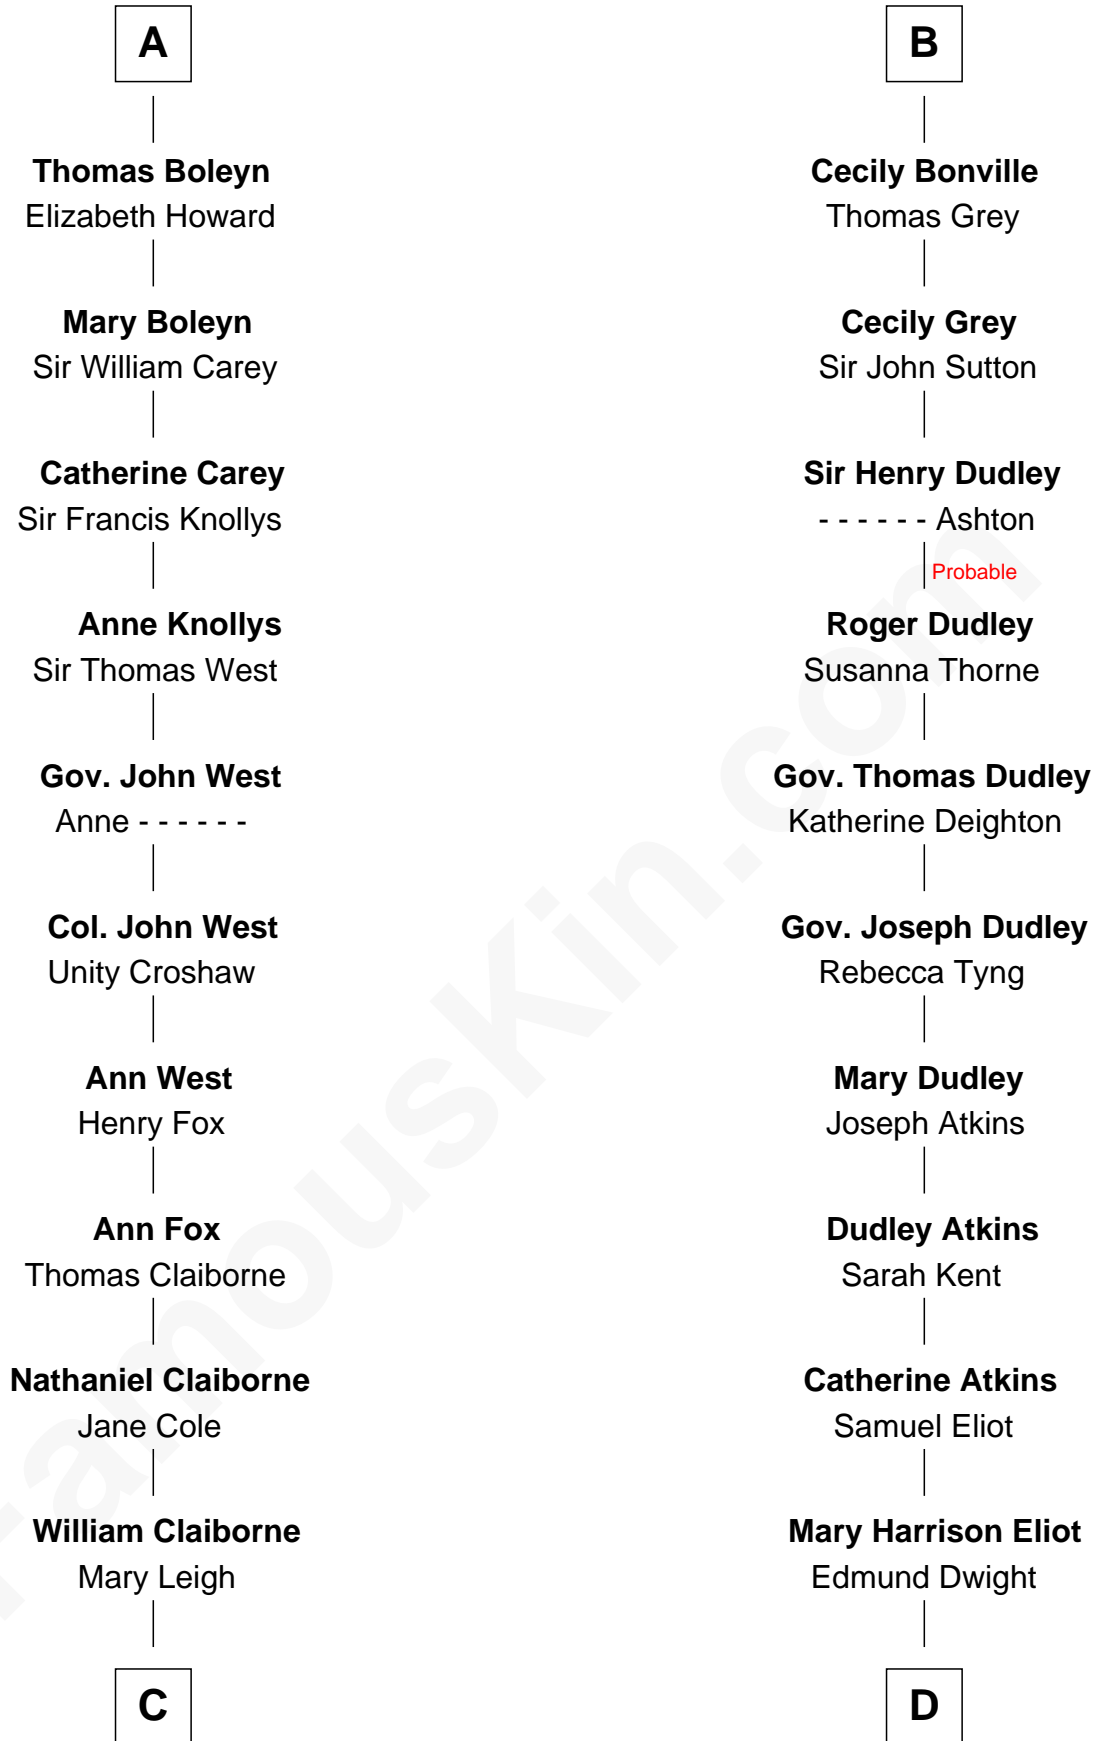 A
Thomas Boleyn
Elizabeth Howard
Mary Boleyn
Sir William Carey
Catherine Carey
Sir Francis Knollys
Anne Knollys
Sir Thomas West
Gov. John West
Anne - - - - - -
Col. John West
Unity Croshaw
Ann West
Henry Fox
Ann Fox
Thomas Claiborne
Nathaniel Claiborne
Jane Cole
William Claiborne
Mary Leigh
C
B
Cecily Bonville
Thomas Grey
Cecily Grey
Sir John Sutton
Sir Henry Dudley
- - - - - - Ashton
Probable
Roger Dudley
Susanna Thorne
Gov. Thomas Dudley
Katherine Deighton
Gov. Joseph Dudley
Rebecca Tyng
Mary Dudley
Joseph Atkins
Dudley Atkins
Sarah Kent
Catherine Atkins
Samuel Eliot
Mary Harrison Eliot
Edmund Dwight
D
FamousKin.com